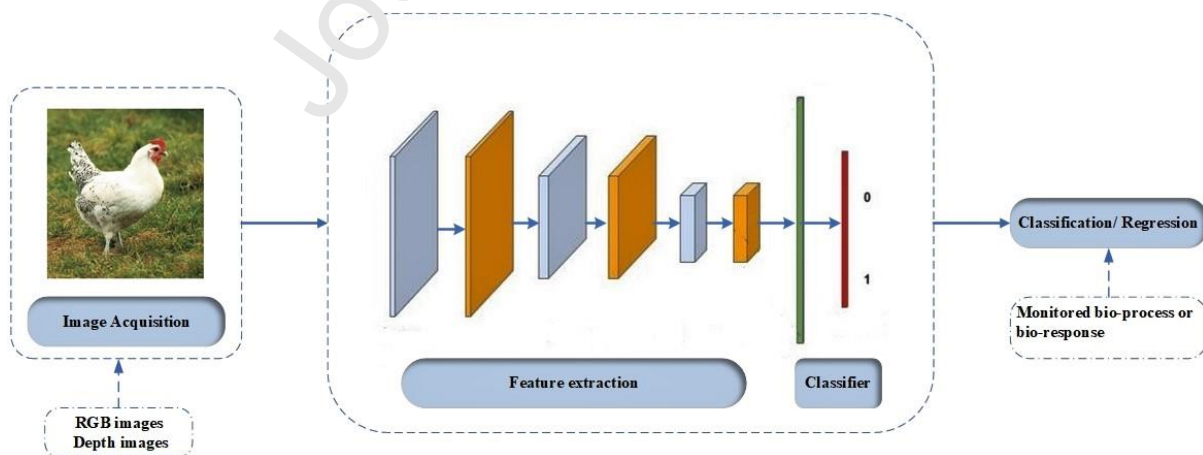 Jo
Image Acquisition
RGB images
Depth images
0
1
Feature extraction
Classifier
Classification/ Regression
Monitored bio-process or
bio-response